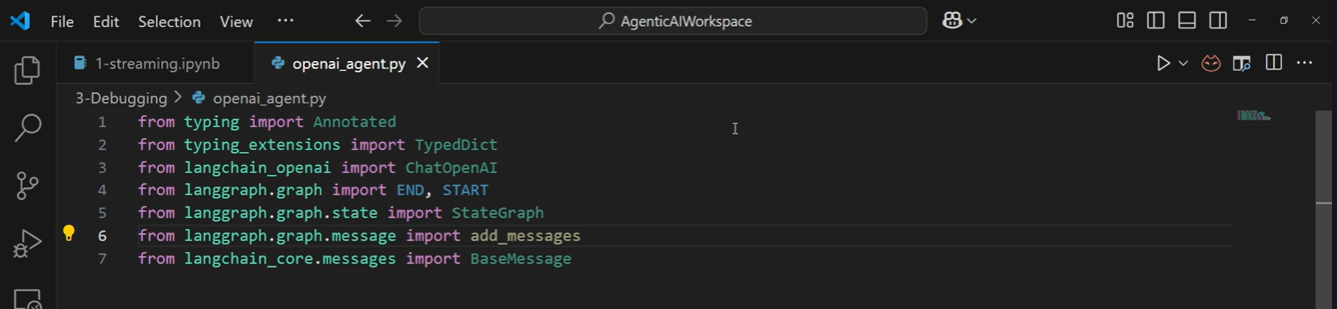 File Edit Selection View ... AgenticAIWorkspace
1-streaming.ipynb openai_agent.py
3-Debugging > openai_agent.py
1 from typing import Annotated
2 from typing_extensions import TypedDict
3 from langchain_openai import ChatOpenAI
4 from langgraph.graph import END, START
5 from langgraph.graph.state import StateGraph
6 from langgraph.graph.message import add_messages
7 from langchain_core.messages import BaseMessage